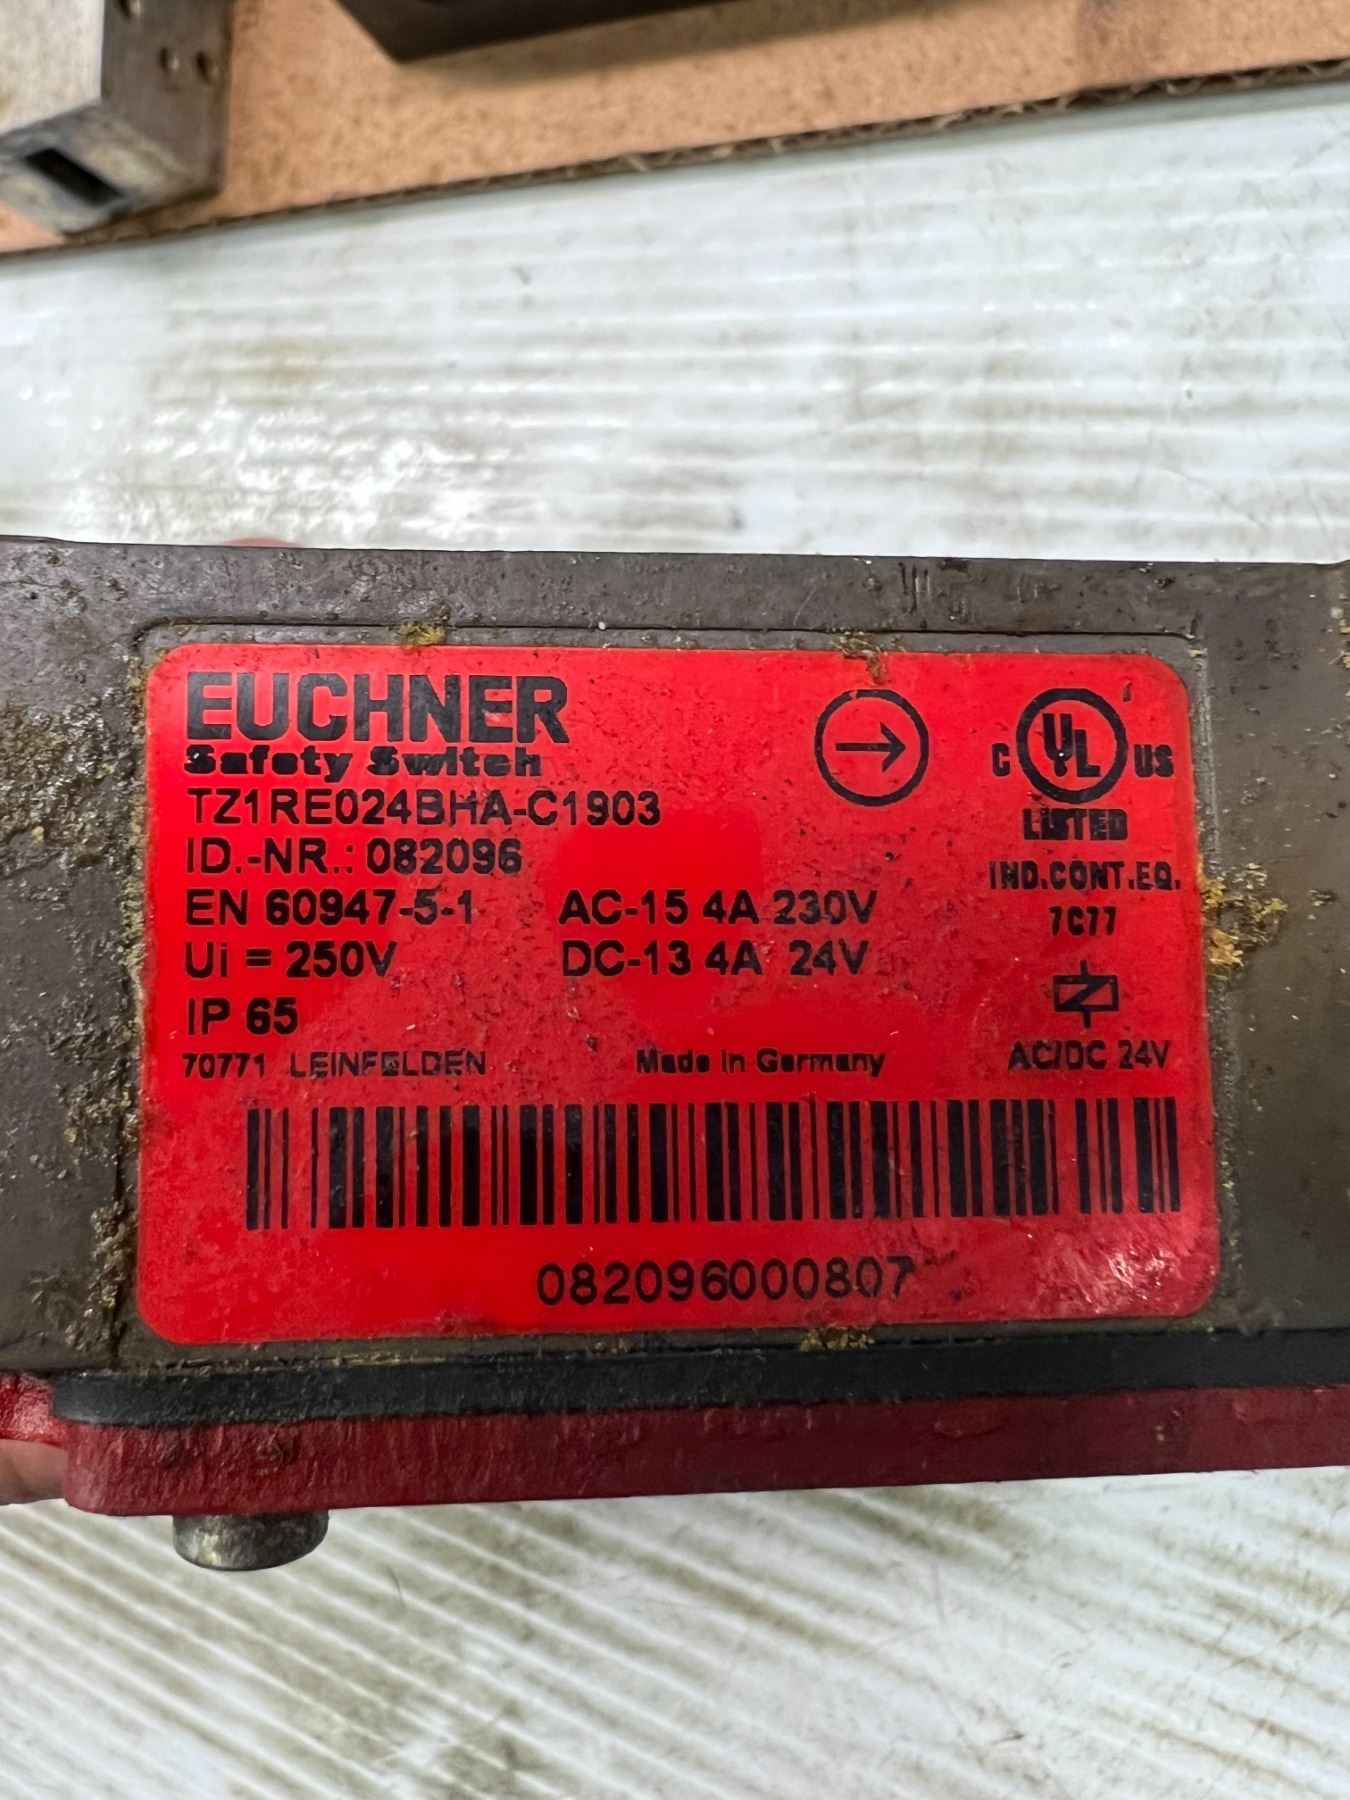 EUCHNER
Safety Switch
TZ1RE024BHA-C1903
ID.-NR.: 082096
EN 60947-5-1 AC-15 4A 230V
Ui = 250V DC-13 4A 24V
IP 65
70771 LEINFELDEN Made in Germany
C UL US
LISTED
IND.CONT.EQ.
7C77
AC/DC 24V
082096000807